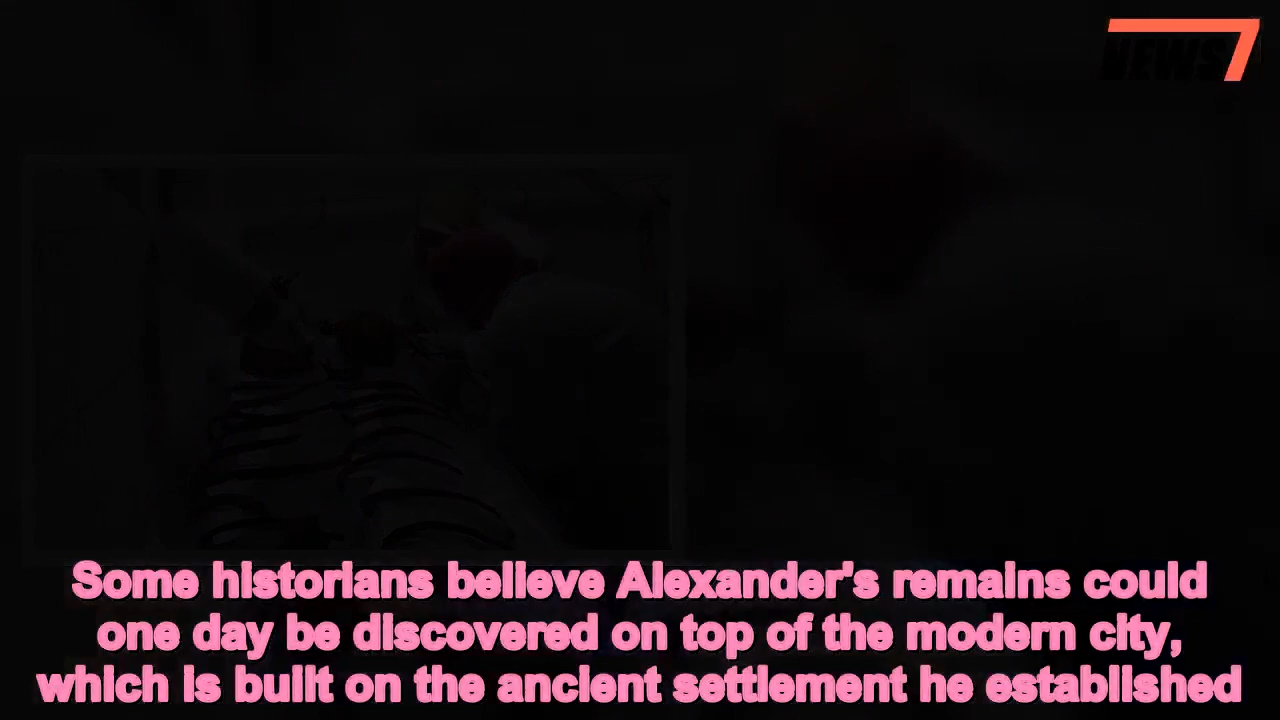 NEWS7
Some historians believe Alexander's remains could
one day be discovered on top of the modern city,
which is built on the ancient settlement he established